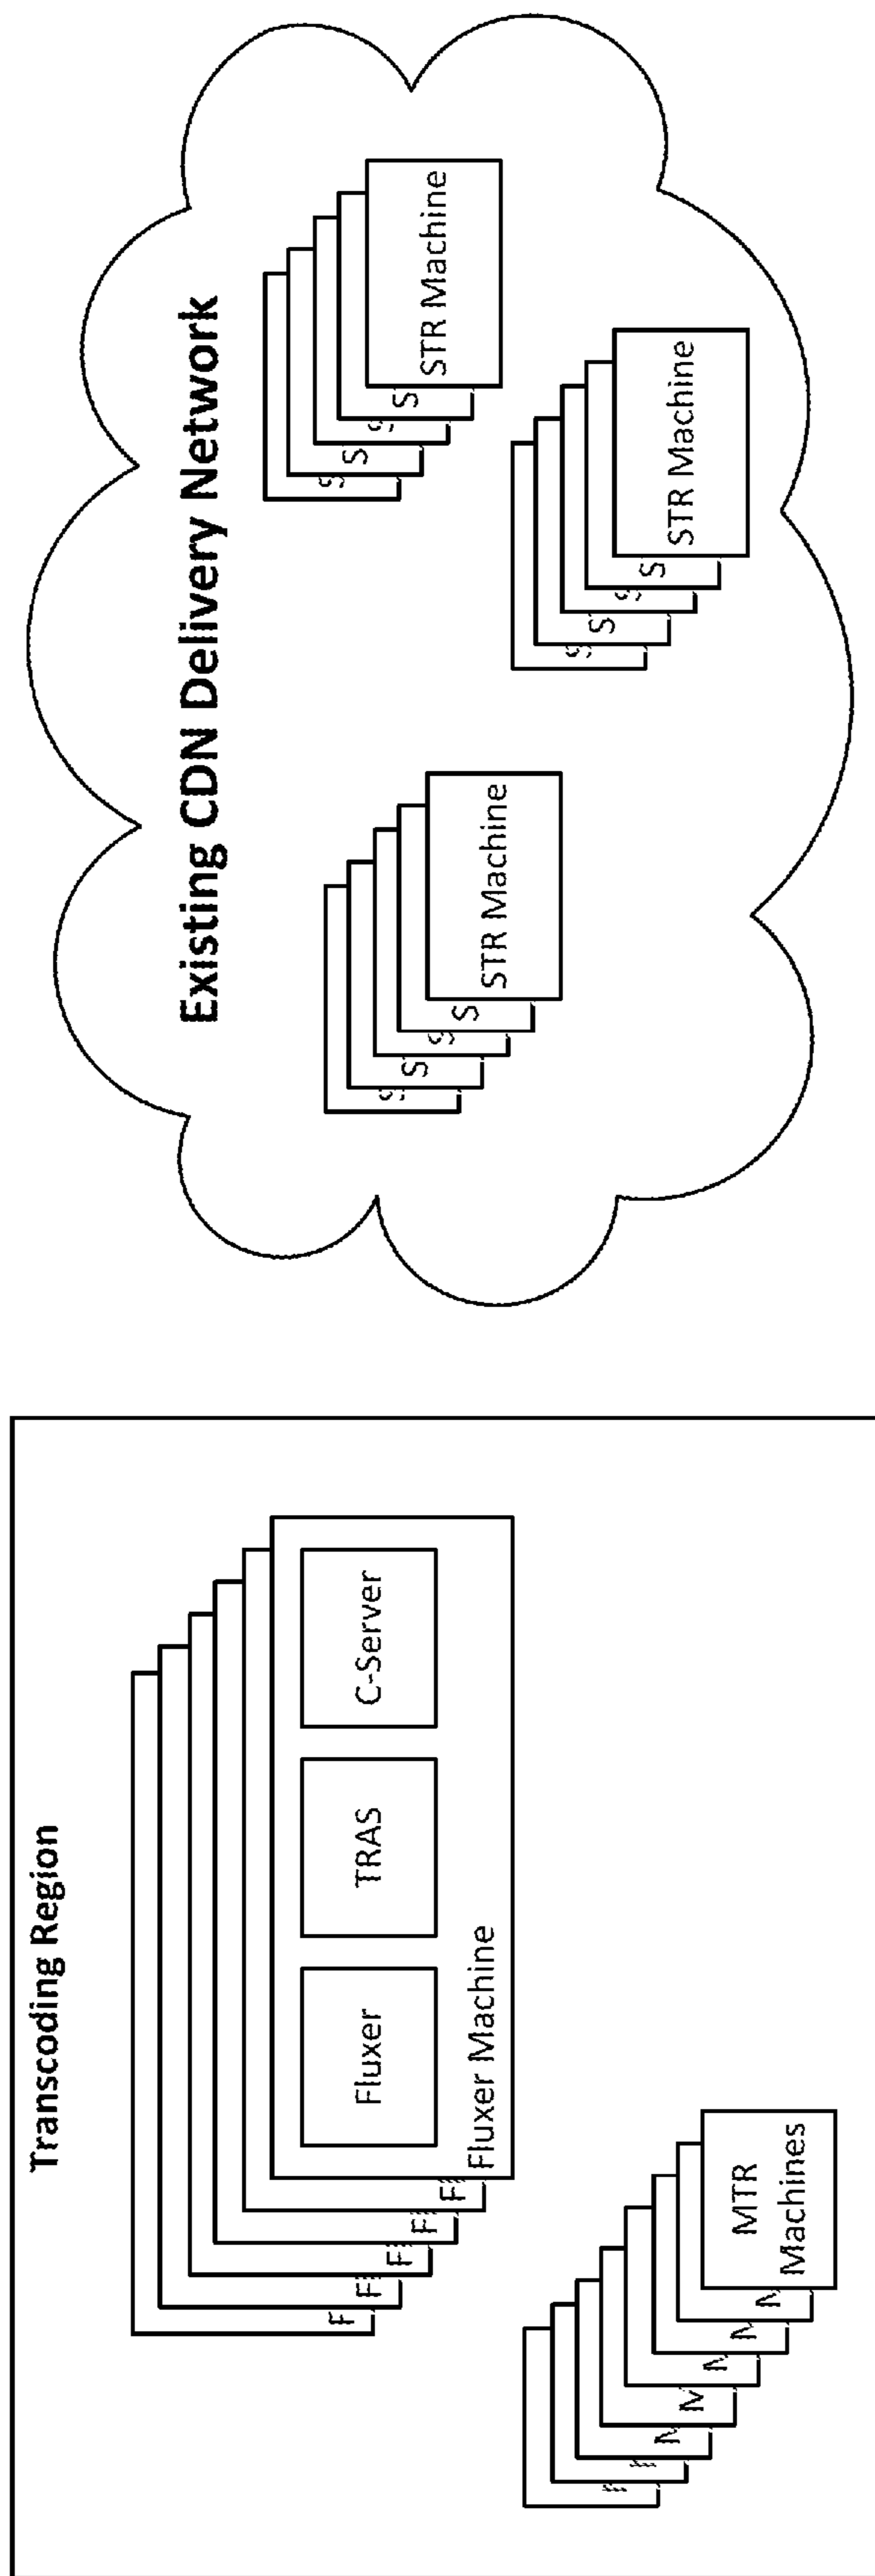 Transcoding Region
Fluxer
TRAS
C-Server
Fluxer Machine
F
F
F
F
F
MTR
Machines
M
M
M
M
M
Existing CDN Delivery Network
STR Machine
S
S
S
S
STR Machine
S
S
S
S
STR Machine
S
S
S
S